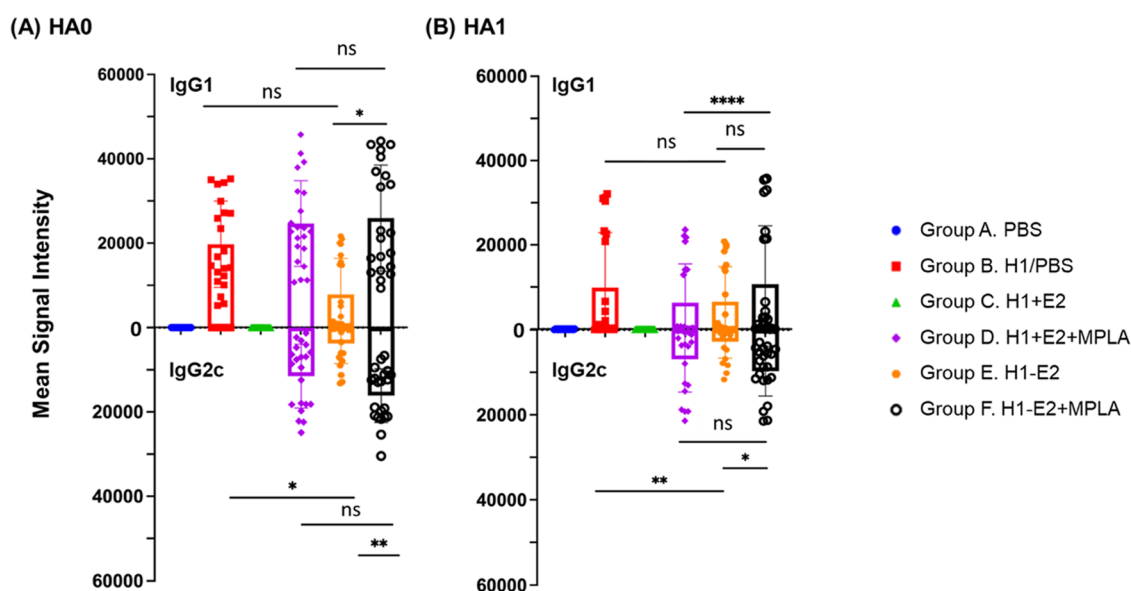 (A) HA0
(B) HA1
Mean Signal Intensity
60000
40000
20000
0
20000
40000
60000
IgG1
IgG2c
ns
ns
*
*
ns
**
60000
40000
20000
0
20000
40000
60000
IgG1
IgG2c
****
ns
ns
ns
*
**
Group A. PBS
Group B. H1/PBS
Group C. H1+E2
Group D. H1+E2+MPLA
Group E. H1-E2
Group F. H1-E2+MPLA